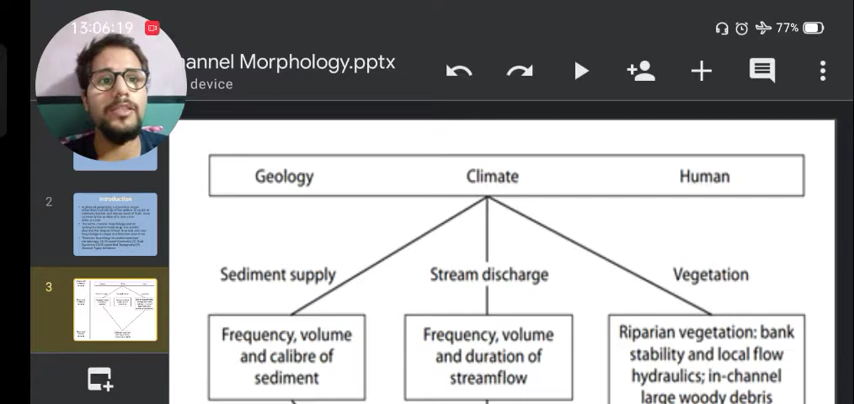 13:06:19
77%
annel Morphology.pptx
device
2
Introduction
3
Geology
Climate
Human
Sediment supply
Stream discharge
Vegetation
Frequency, volume
and calibre of
sediment
Frequency, volume
and duration of
streamflow
Riparian vegetation: bank
stability and local flow
hydraulics; in-channel
large woody debris